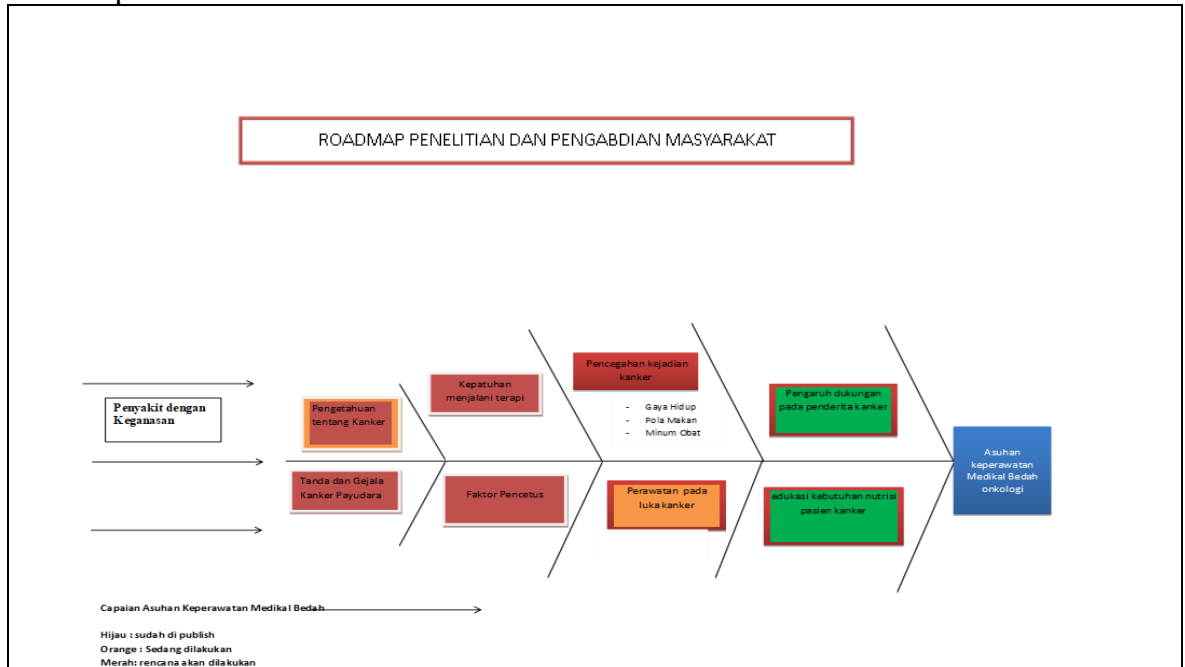 ROADMAP PENELITIAN DAN PENGABDIAN MASYARAKAT
Penyakit dengan
Keganasan
Pengetahuan
tentang Kanker
Tanda dan Gejala
Kanker Payudara
Kepatuhan
menjalani terapi
Faktor Pencetus
Pencegahan kejadian
kanker
- Gaya Hidup
- Pola Makan
- Minum Obat
Perawatan pada
luka kanker
Pengaruh dukungan
pada penderita kanker
edukasi kebutuhan nutrisi
pasien kanker
Asuhan
keperawatan
Medikal Bedah
onkologi
Capaian Asuhan Keperawatan Medikal Bedah
Hijau : sudah di publish
Orange : Sedang dilakukan
Merah: rencana akan dilakukan